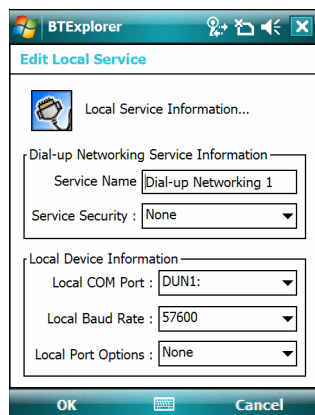 BTExplorer
Edit Local Service
Local Service Information...
Dial-up Networking Service Information
Service Name Dial-up Networking 1
Service Security : None
Local Device Information
Local COM Port : DUN1:
Local Baud Rate : 57600
Local Port Options : None
OK Cancel